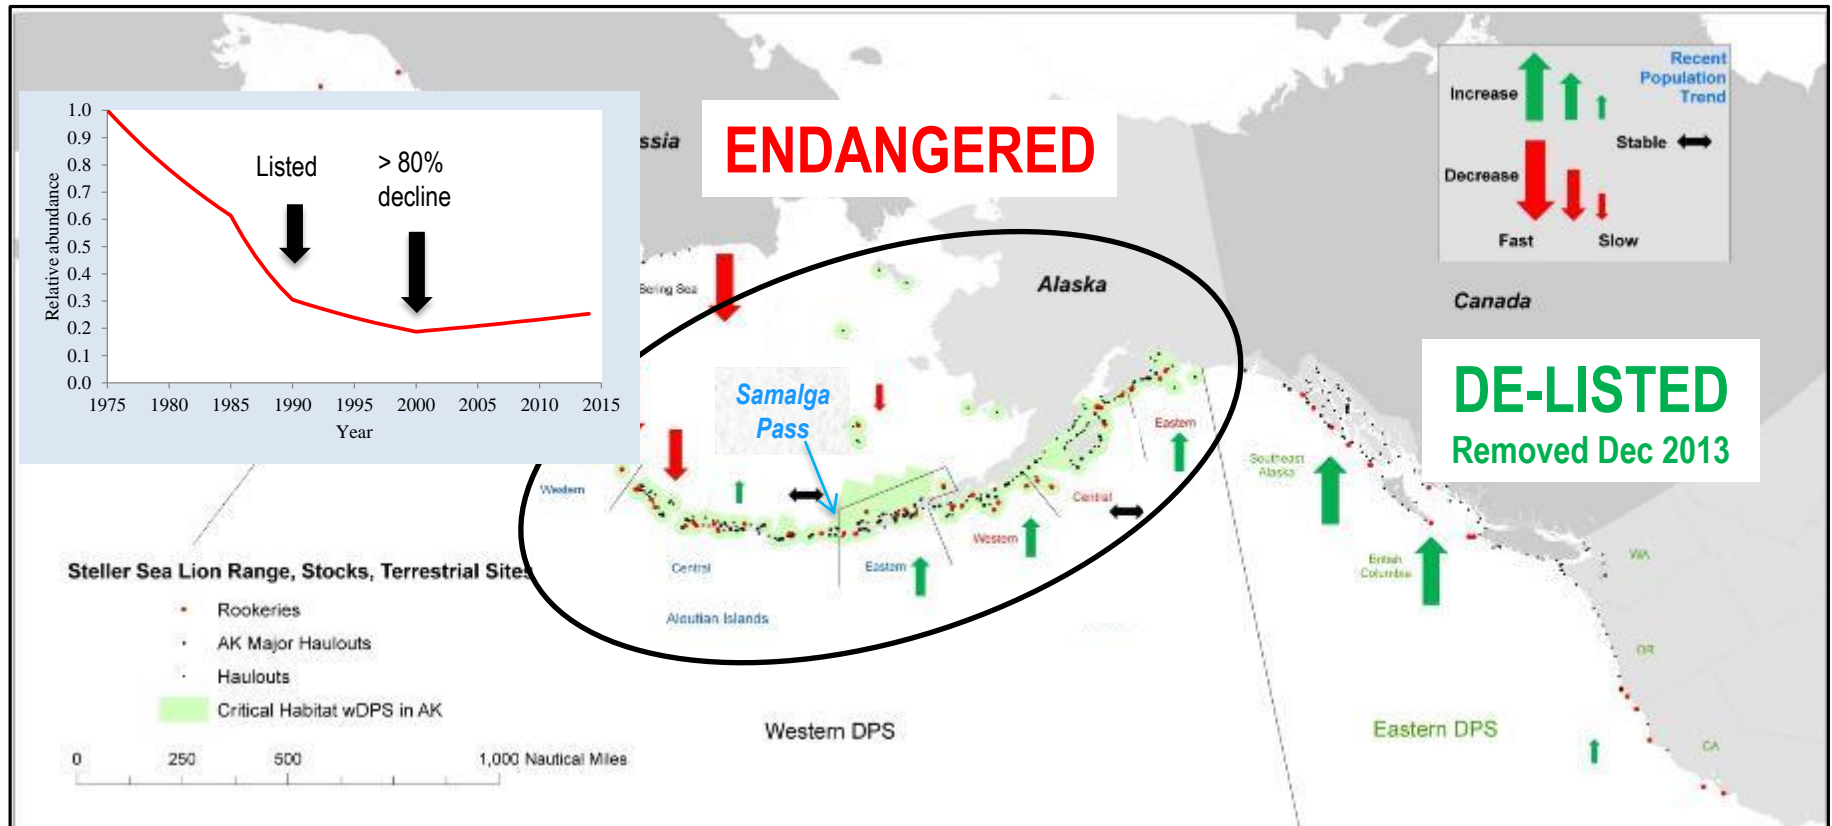 ENDANGERED
ssia
Recent
Population
Trend
Increase
Stable
Decrease
Fast
Slow
1.0
0.9
0.8
0.7
0.6
0.5
0.4
0.3
0.2
0.1
0.0
Relative abundance
Listed
> 80%
decline
1975 1980 1985 1990 1995 2000 2005 2010 2015
Year
Bering Sea
Alaska
Canada
DE-LISTED
Removed Dec 2013
Samalga
Pass
Western
Central
Eastern
Aleutian Islands
Western
Central
Eastern
Southeast
Alaska
British
Columbia
WA
OR
CA
Steller Sea Lion Range, Stocks, Terrestrial Sites
Rookeries
AK Major Haulouts
Haulouts
Critical Habitat wDPS in AK
0 250 500 1,000 Nautical Miles
Western DPS
Eastern DPS